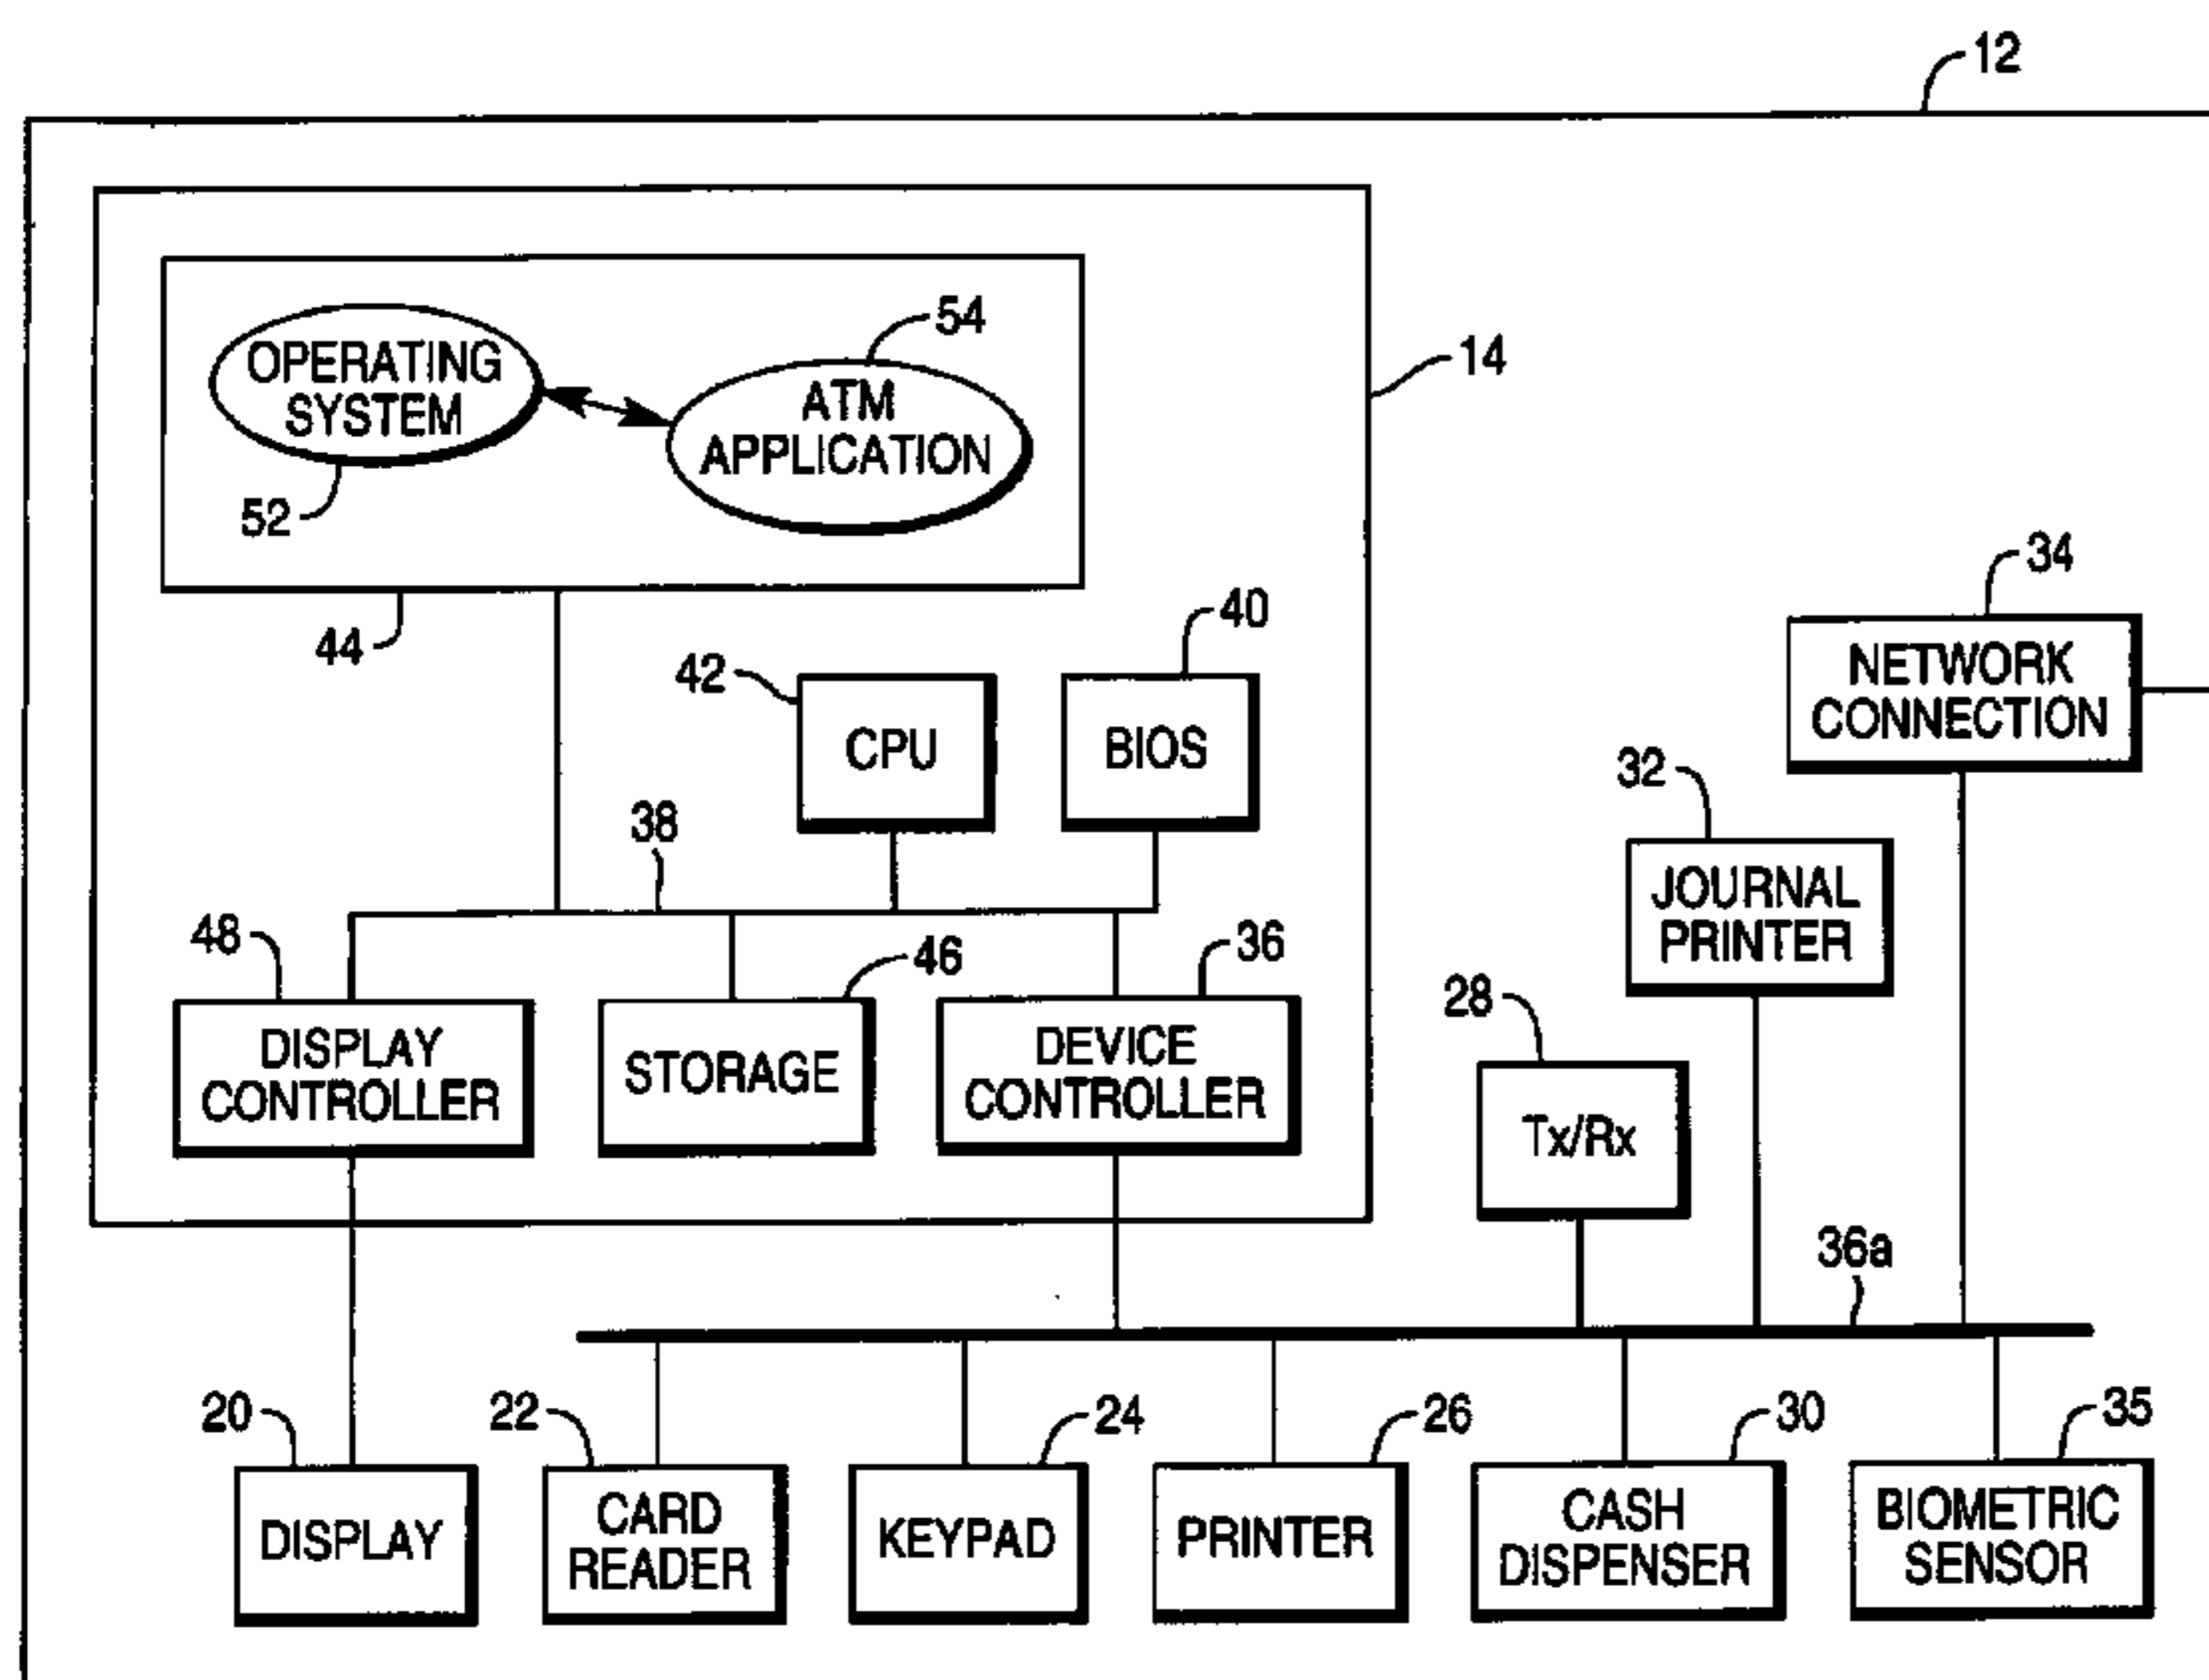 12
OPERATING
SYSTEM
54
ATM
APPLICATION
14
52
34
44
40
42
NETWORK
CONNECTION
CPU
BIOS
32
38
JOURNAL
PRINTER
48
46
36
28
DISPLAY
CONTROLLER
STORAGE
DEVICE
CONTROLLER
Tx/Rx
36a
20
22
24
26
30
35
DISPLAY
CARD
READER
KEYPAD
PRINTER
CASH
DISPENSER
BIOMETRIC
SENSOR